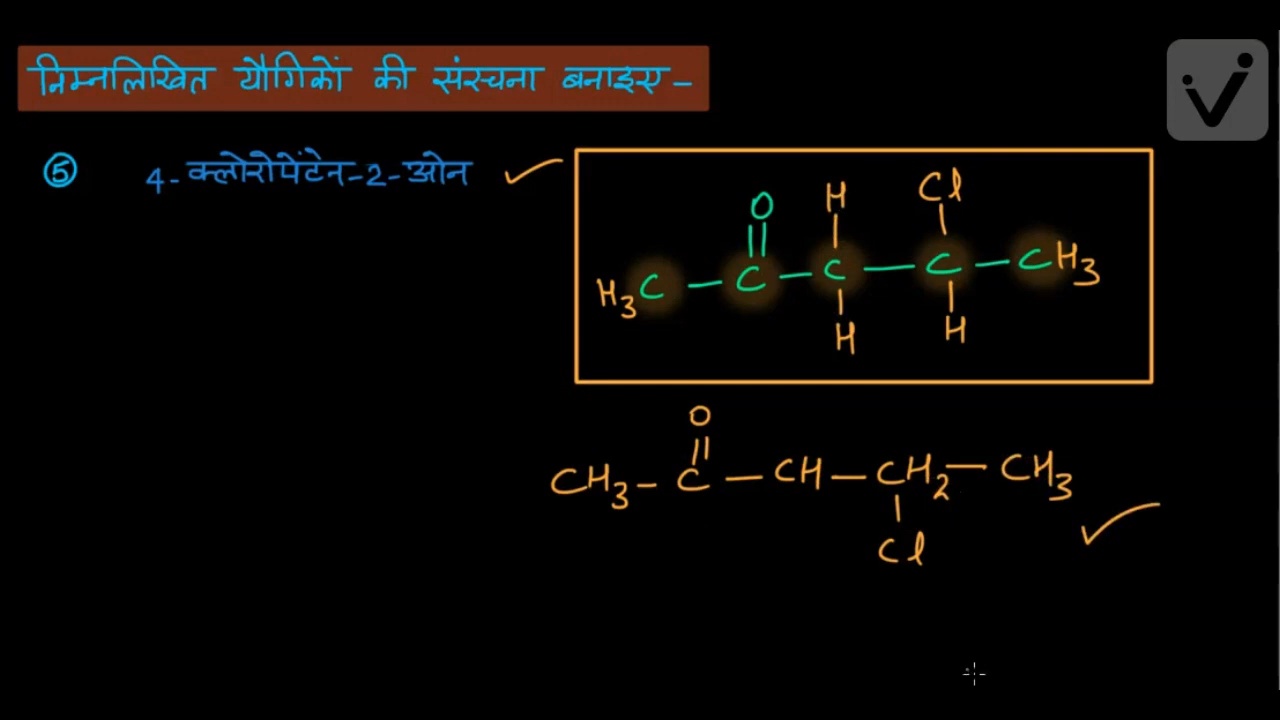 निम्नलिखित यौगिकों की संरचना बनाइए -
⑤ 4-क्लोरोपेंटेन-2-ओन
O H Cl
H₃C - C - C - C - CH₃
H H
O
CH₃ - C - CH - CH₂ - CH₃
Cl